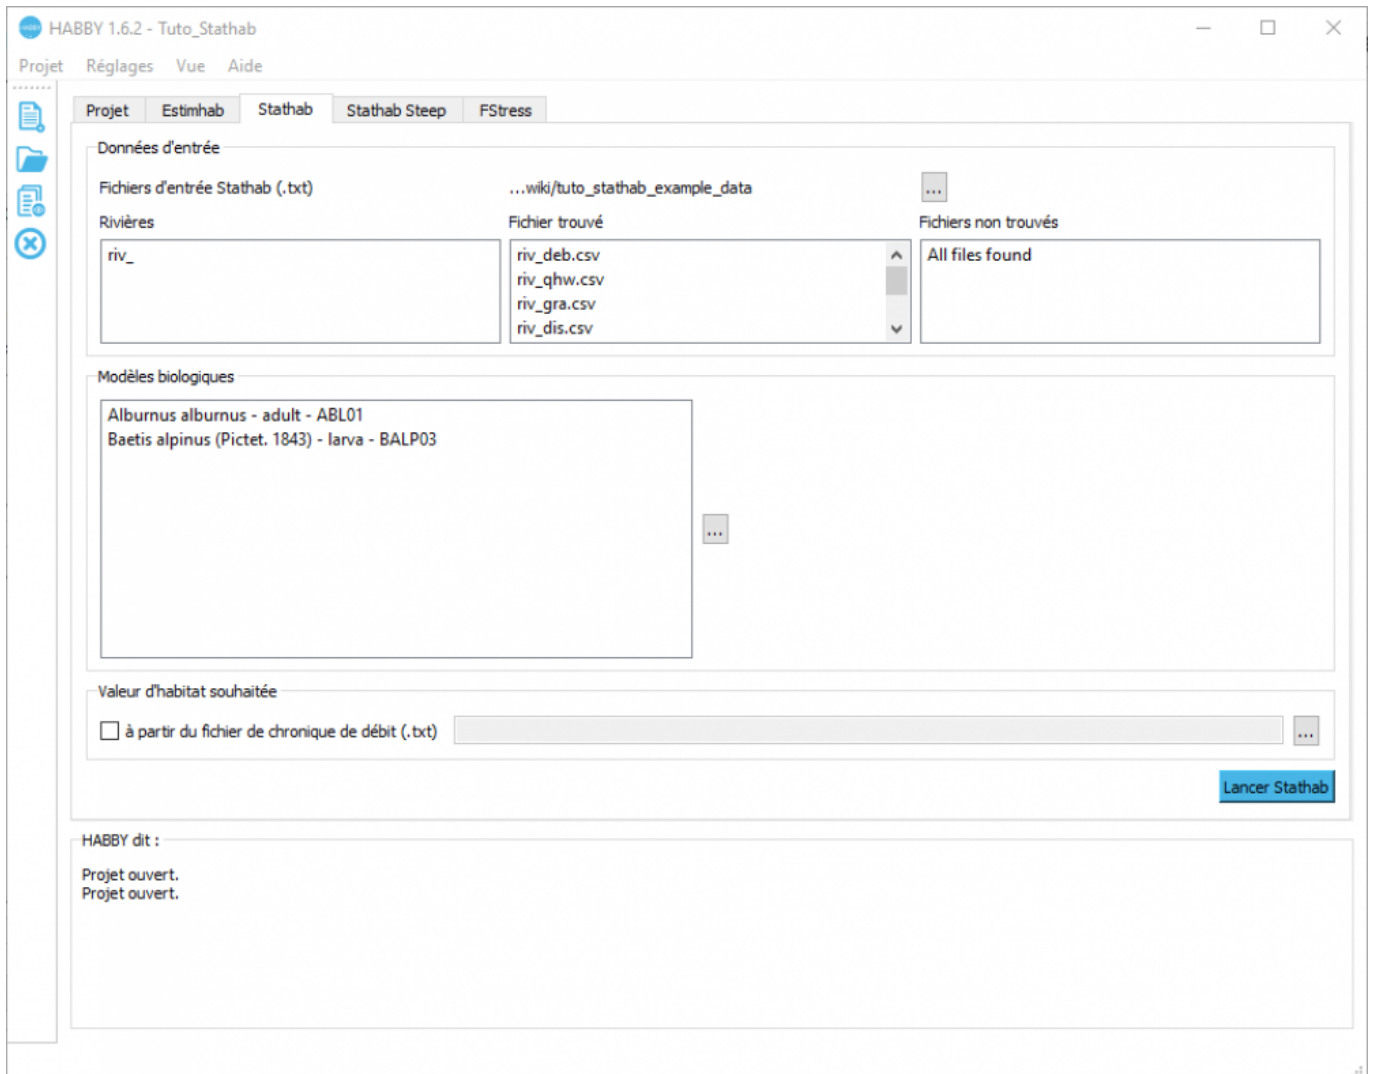 HABBY 1.6.2 - Tuto_Stathab
Projet Réglages Vue Aide
Projet Estimhab Stathab Stathab Steep FStress
Données d'entrée
Fichiers d'entrée Stathab (.txt) ...wiki/tuto_stathab_example_data ...
Rivières Fichier trouvé Fichiers non trouvés
riv_ riv_deb.csv All files found
riv_qhw.csv
riv_gra.csv
riv_dis.csv
Modèles biologiques
Alburnus alburnus - adult - ABL01
Baetis alpinus (Pictet. 1843) - larva - BALP03
...
Valeur d'habitat souhaitée
à partir du fichier de chronique de débit (.txt) ...
Lancer Stathab
HABBY dit :
Projet ouvert.
Projet ouvert.